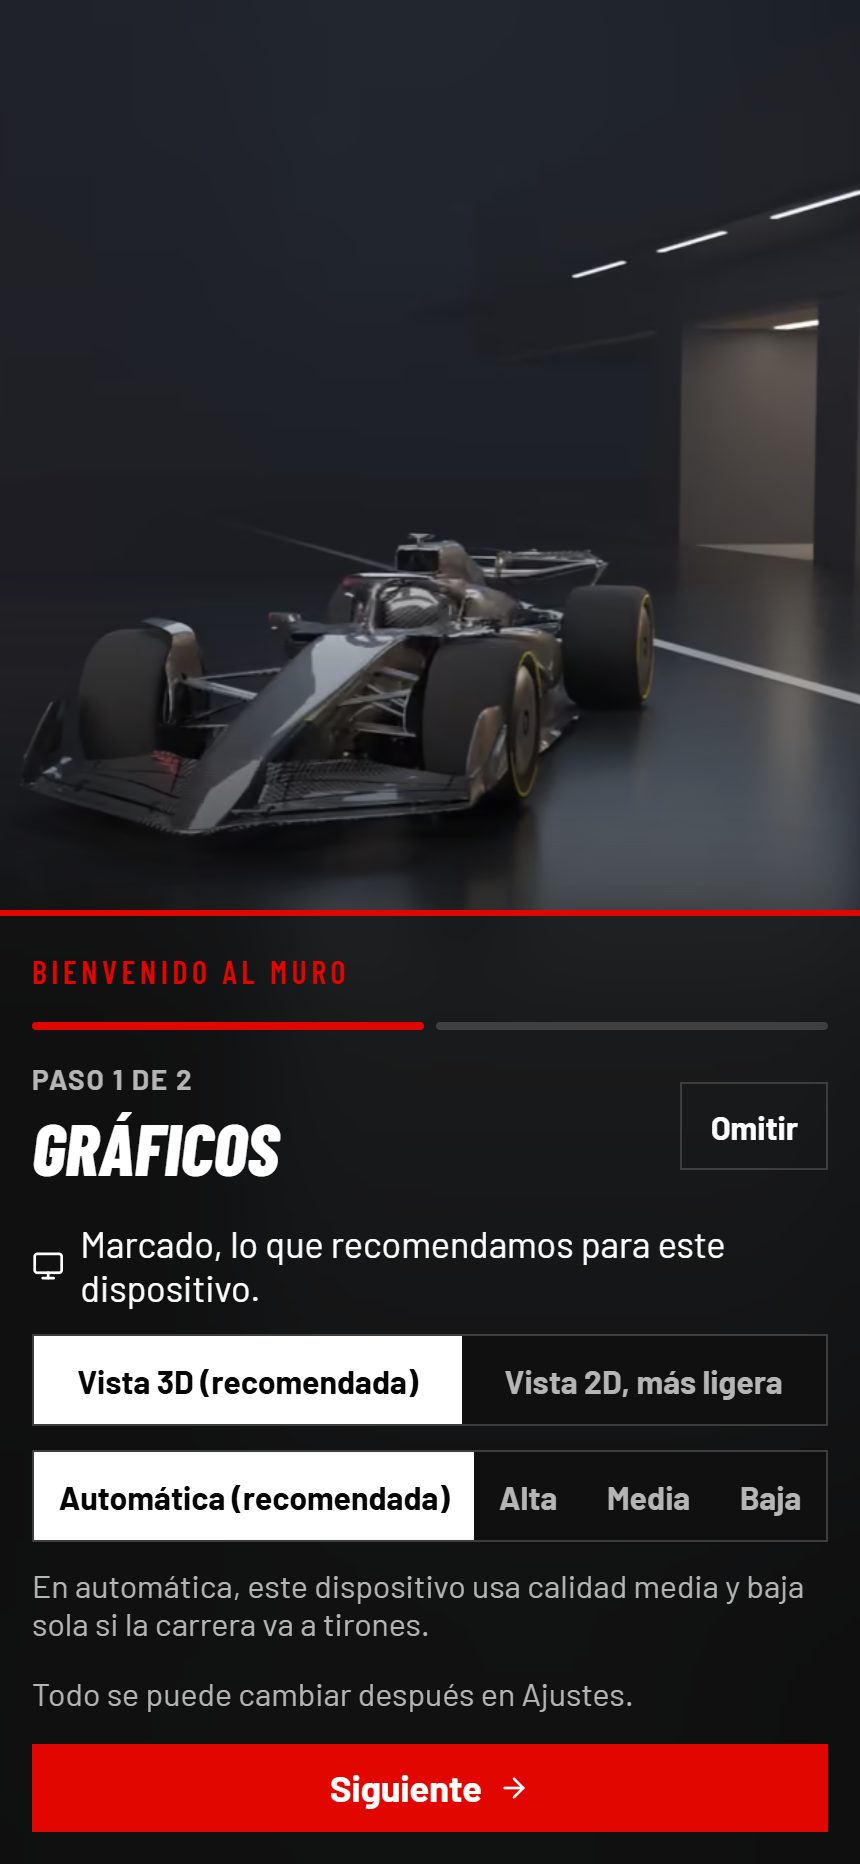 BIENVENIDO AL MURO
PASO 1 DE 2
GRÁFICOS
Omitir
Marcado, lo que recomendamos para este
dispositivo.
Vista 3D (recomendada)
Vista 2D, más ligera
Automática (recomendada)
Alta
Media
Baja
En automática, este dispositivo usa calidad media y baja
sola si la carrera va a tirones.
Todo se puede cambiar después en Ajustes.
Siguiente →